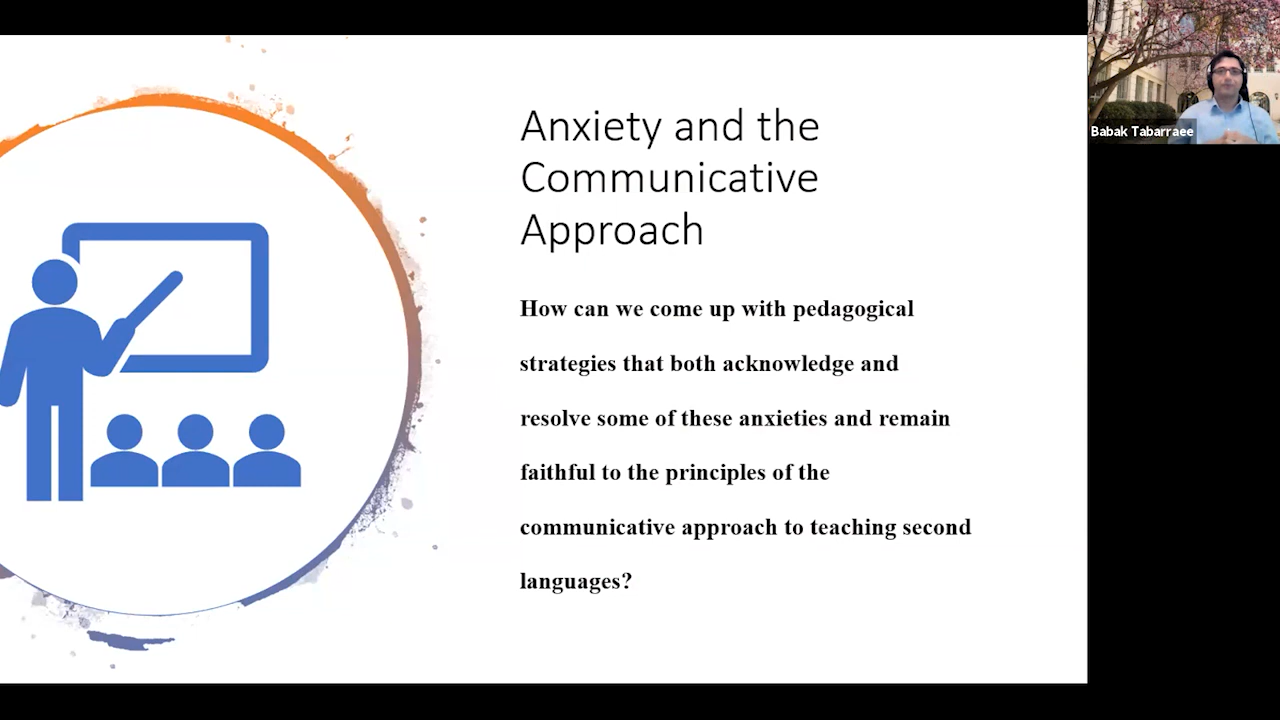 Anxiety and the
Communicative
Approach
How can we come up with pedagogical
strategies that both acknowledge and
resolve some of these anxieties and remain
faithful to the principles of the
communicative approach to teaching second
languages?
Babak Tabarraee